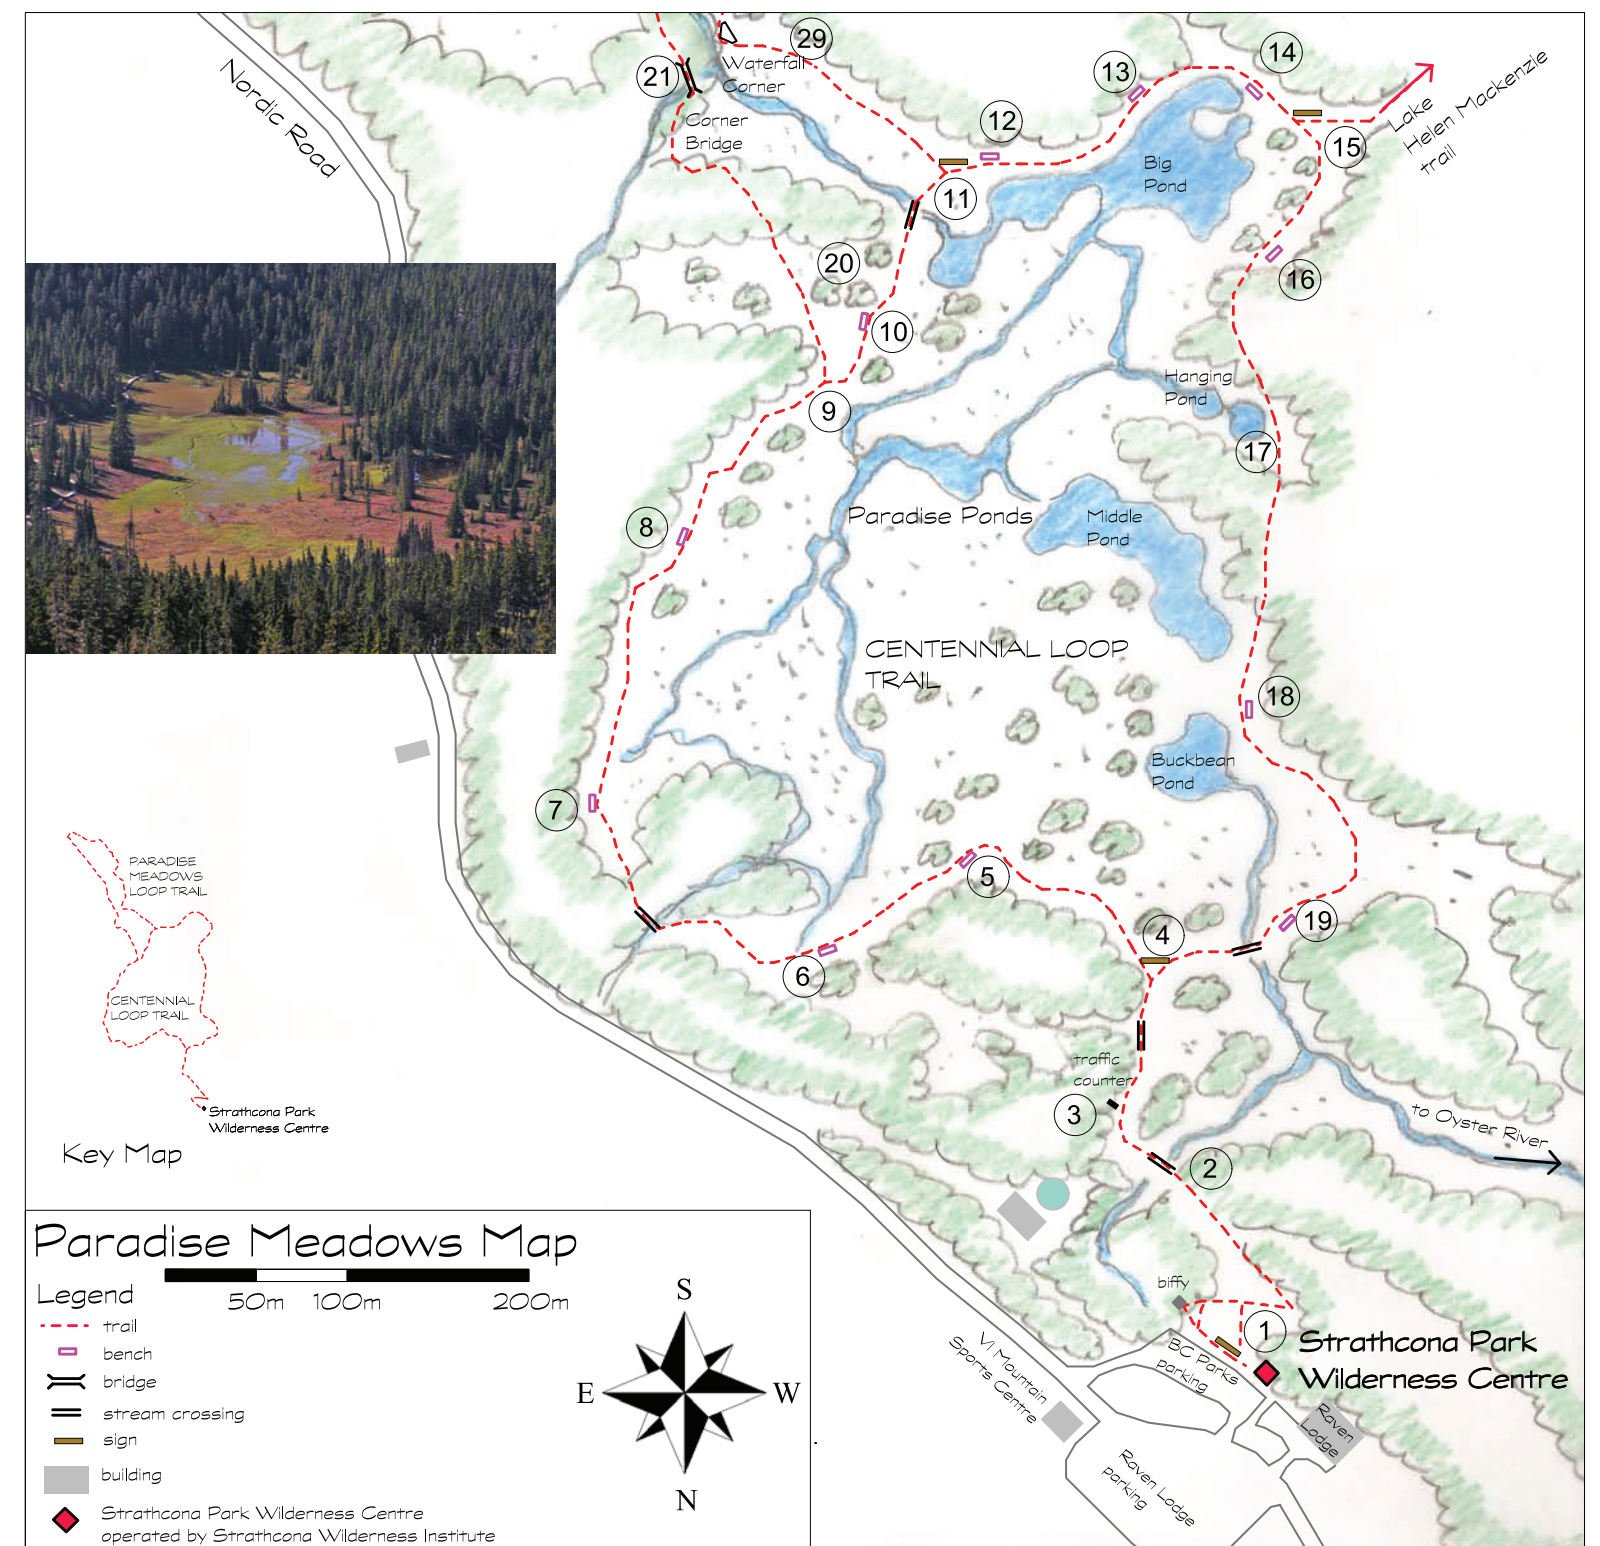 29
14
21
Waterfall
Corner
13
Nordic Road
Corner
Bridge
12
15
Lake
Helen Mackenzie
trail
Big
Pond
11
20
16
10
Hanging
Pond
9
17
8
Paradise Ponds
Middle
Pond
CENTENNIAL LOOP
TRAIL
18
Buckbean
Pond
7
5
19
4
6
PARADISE
MEADOWS
LOOP TRAIL
CENTENNIAL
LOOP TRAIL
Strathcona Park
Wilderness Centre
Key Map
traffic
counter
3
to Oyster River
2
biffy
1
Strathcona Park
Wilderness Centre
BC Parks
parking
VI Mountain
Sports Centre
Raven
Lodge
Raven Lodge
parking
Paradise Meadows Map
50m 100m 200m
Legend
trail
bench
bridge
stream crossing
sign
building
Strathcona Park Wilderness Centre
operated by Strathcona Wilderness Institute
S
E W
N